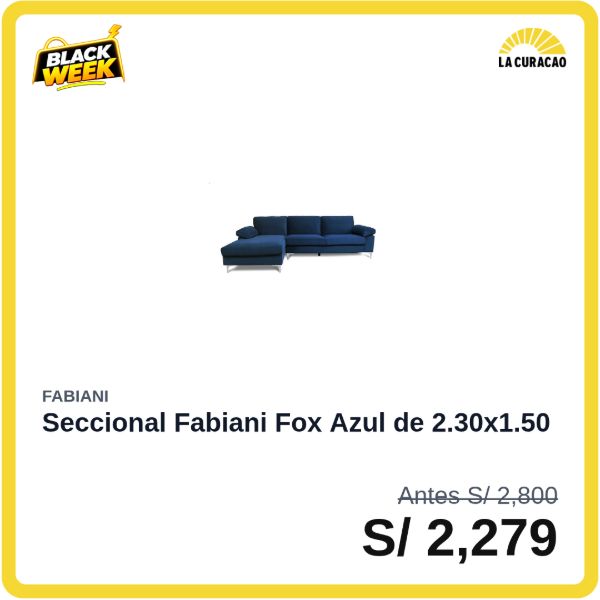 BLACK
WEEK
LA CURACAO
FABIANI
Seccional Fabiani Fox Azul de 2.30x1.50
Antes S/ 2,800
S/ 2,279